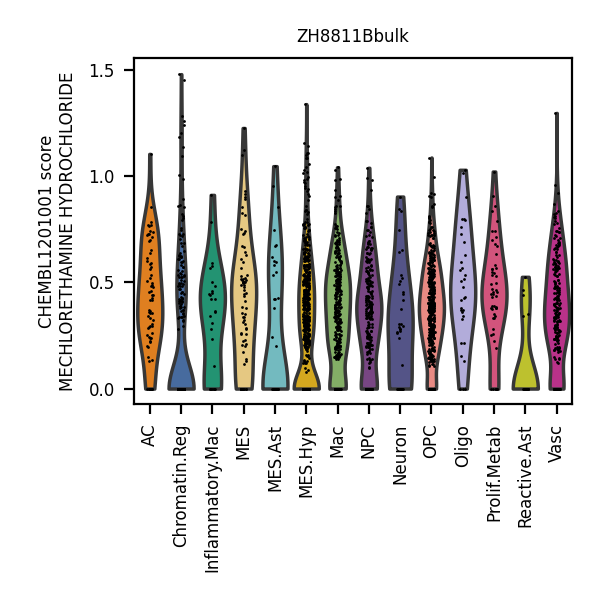 ZH8811Bbulk
CHEMBL1201001 score
MECHLORETHAMINE HYDROCHLORIDE
1.5
1.0
0.5
0.0
AC
Chromatin.Reg
Inflammatory.Mac
MES
MES.Ast
MES.Hyp
Mac
NPC
Neuron
OPC
Oligo
Prolif.Metab
Reactive.Ast
Vasc